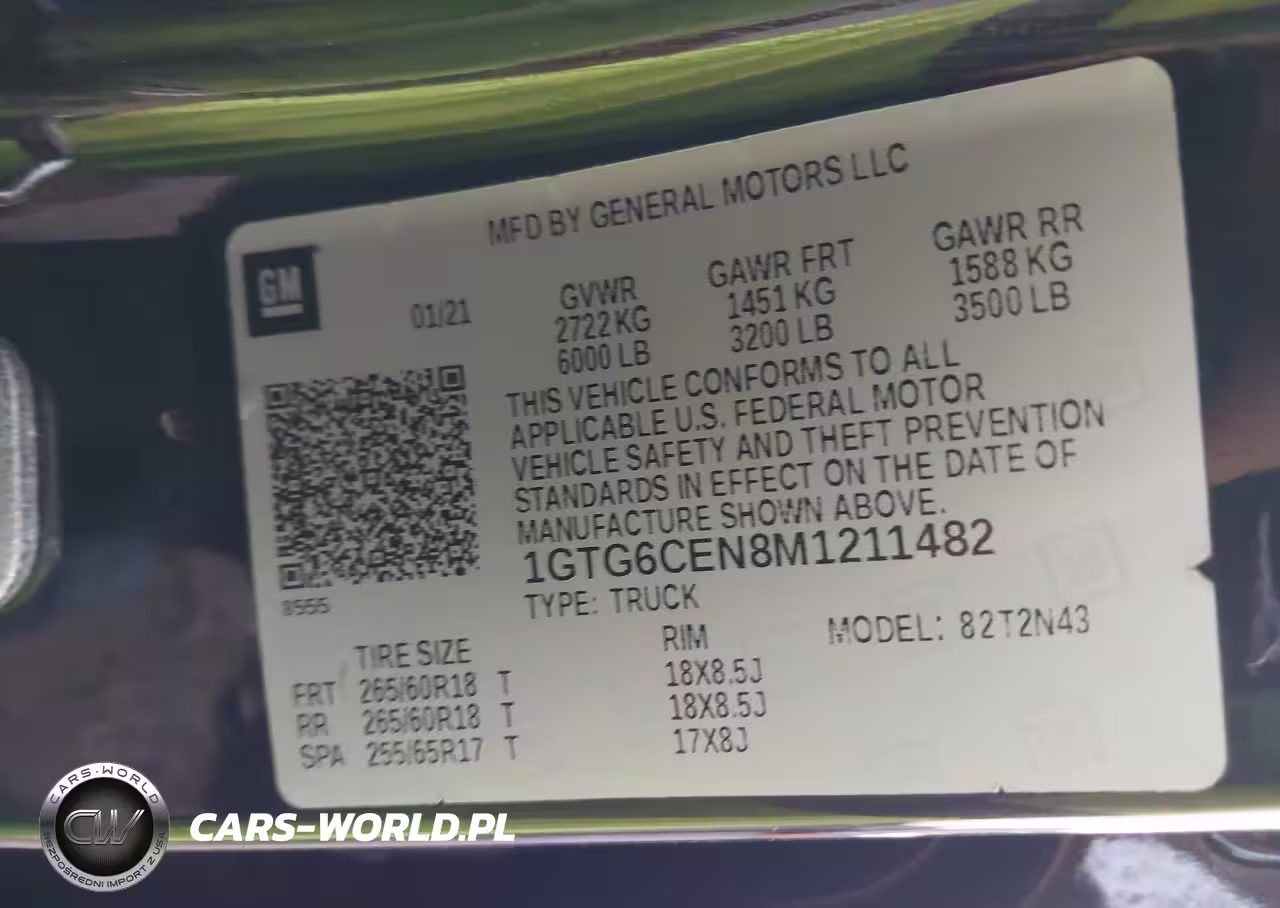 MFD BY GENERAL MOTORS LLC
GM
01/21
GVWR
2722 KG
6000 LB
GAWR FRT
1451 KG
3200 LB
GAWR RR
1588 KG
3500 LB
THIS VEHICLE CONFORMS TO ALL
APPLICABLE U.S. FEDERAL MOTOR
VEHICLE SAFETY AND THEFT PREVENTION
STANDARDS IN EFFECT ON THE DATE OF
MANUFACTURE SHOWN ABOVE.
1GTG6CEN8M1211482
8555
TYPE: TRUCK
MODEL: 82T2N43
TIRE SIZE RIM
FRT 265/60R18 T 18X8.5J
RR 265/60R18 T 18X8.5J
SPA 255/65R17 T 17X8J
CARS-WORLD
CW
BEZPOŚREDNI IMPORT Z USA
CARS-WORLD.PL